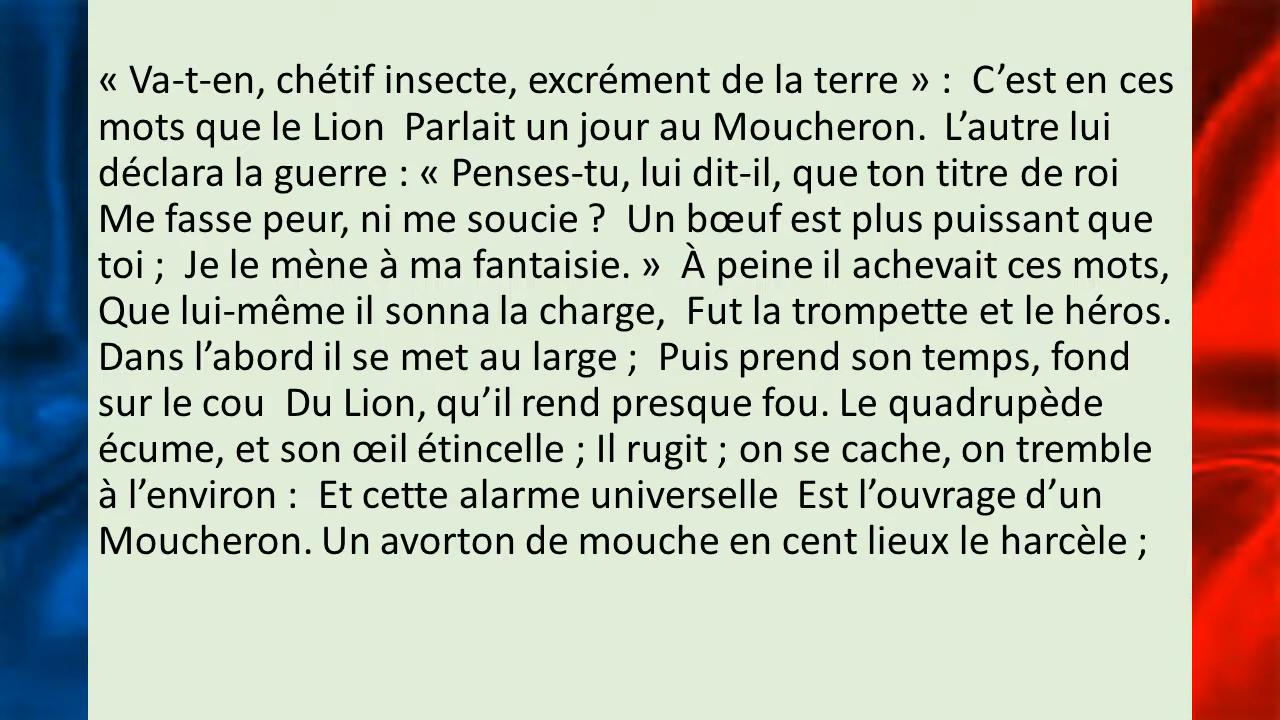 « Va-t-en, chétif insecte, excrément de la terre » :  C’est en ces
mots que le Lion  Parlait un jour au Moucheron.  L’autre lui
déclara la guerre : « Penses-tu, lui dit-il, que ton titre de roi
Me fasse peur, ni me soucie ?  Un bœuf est plus puissant que
toi ;  Je le mène à ma fantaisie. »  À peine il achevait ces mots,
Que lui-même il sonna la charge,  Fut la trompette et le héros.
Dans l’abord il se met au large ;  Puis prend son temps, fond
sur le cou  Du Lion, qu’il rend presque fou. Le quadrupède
écume, et son œil étincelle ; Il rugit ; on se cache, on tremble
à l’environ :  Et cette alarme universelle  Est l’ouvrage d’un
Moucheron. Un avorton de mouche en cent lieux le harcèle ;